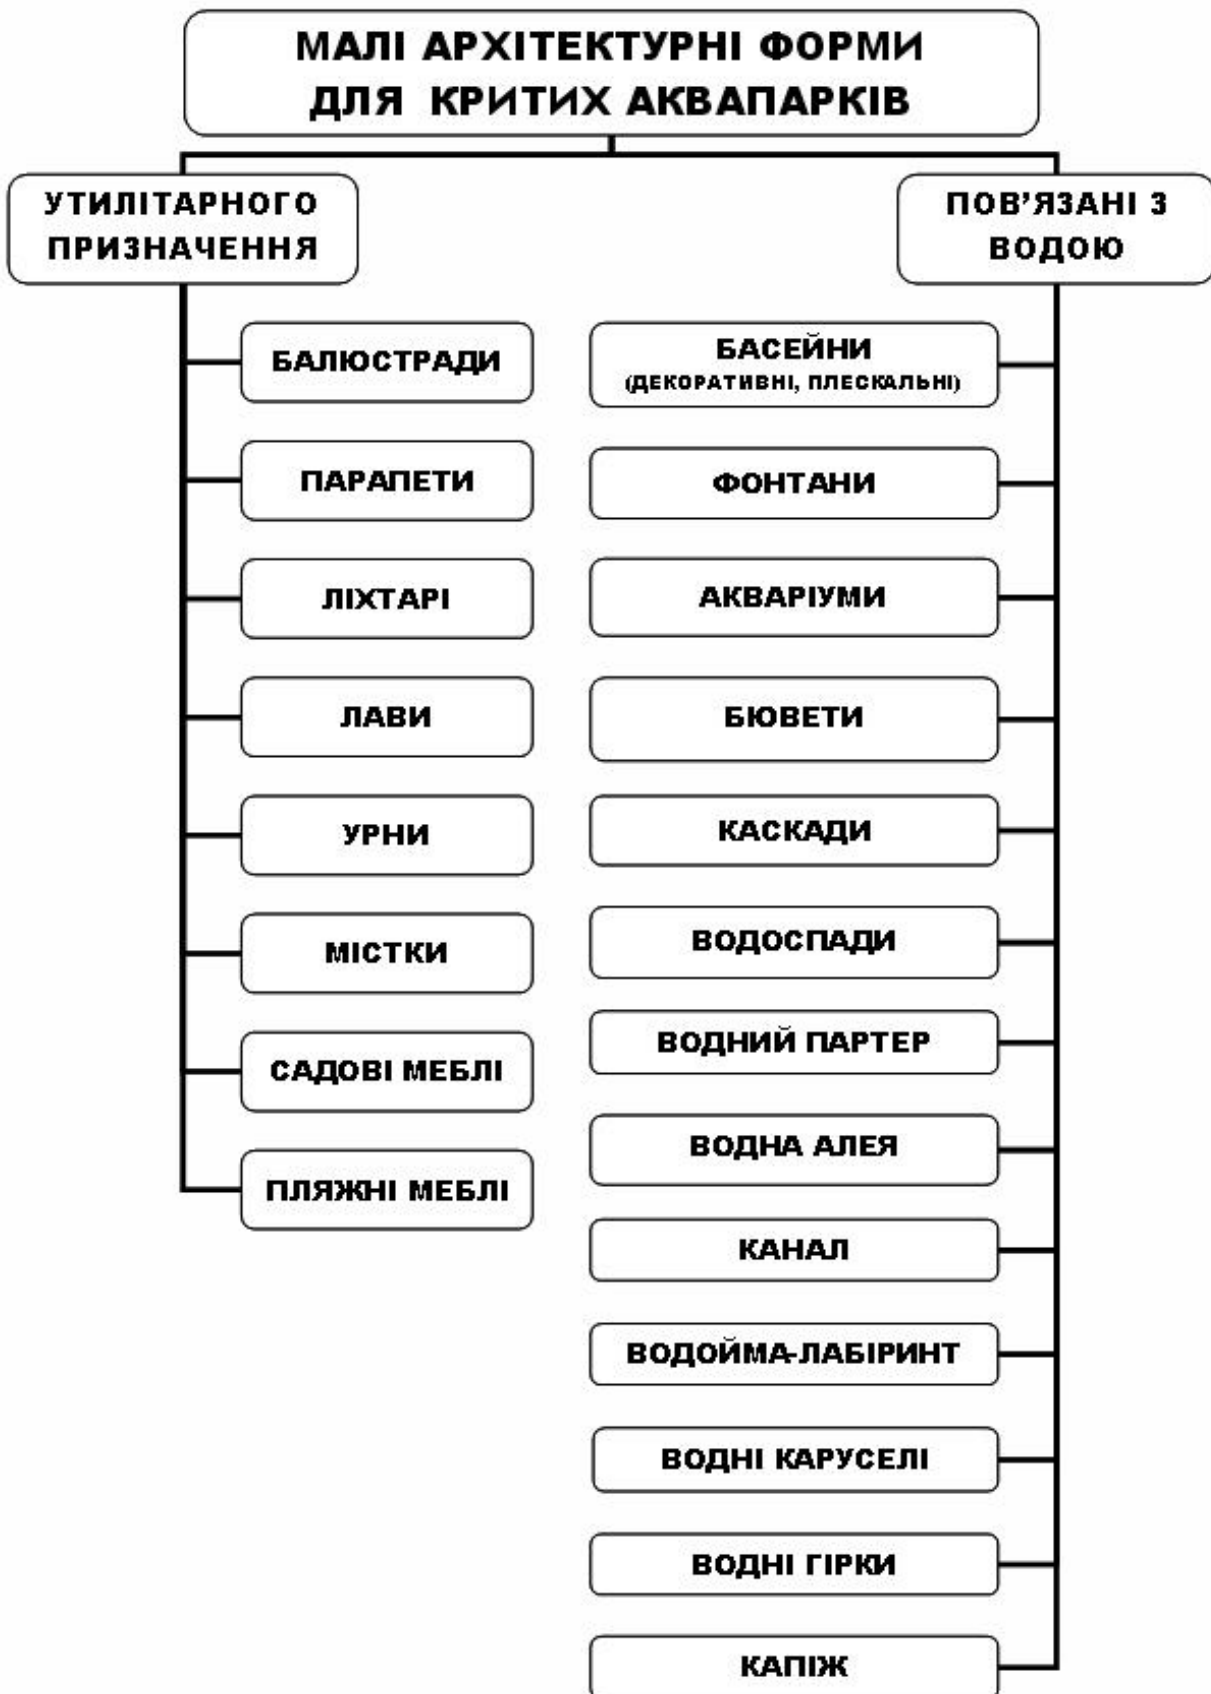 МАЛІ АРХІТЕКТУРНІ ФОРМИ
ДЛЯ КРИТИХ АКВАПАРКІВ
УТИЛІТАРНОГО
ПРИЗНАЧЕННЯ
БАЛЮСТРАДИ
ПАРАПЕТИ
ЛІХТАРІ
ЛАВИ
УРНИ
МІСТКИ
САДОВІ МЕБЛІ
ПЛЯЖНІ МЕБЛІ
ПОВ’ЯЗАНІ З
ВОДОЮ
БАСЕЙНИ
(ДЕКОРАТИВНІ, ПЛЕСКАЛЬНІ)
ФОНТАНИ
АКВАРІУМИ
БЮВЕТИ
КАСКАДИ
ВОДОСПАДИ
ВОДНИЙ ПАРТЕР
ВОДНА АЛЕЯ
КАНАЛ
ВОДОЙМА-ЛАБІРИНТ
ВОДНІ КАРУСЕЛІ
ВОДНІ ГІРКИ
КАПІЖ